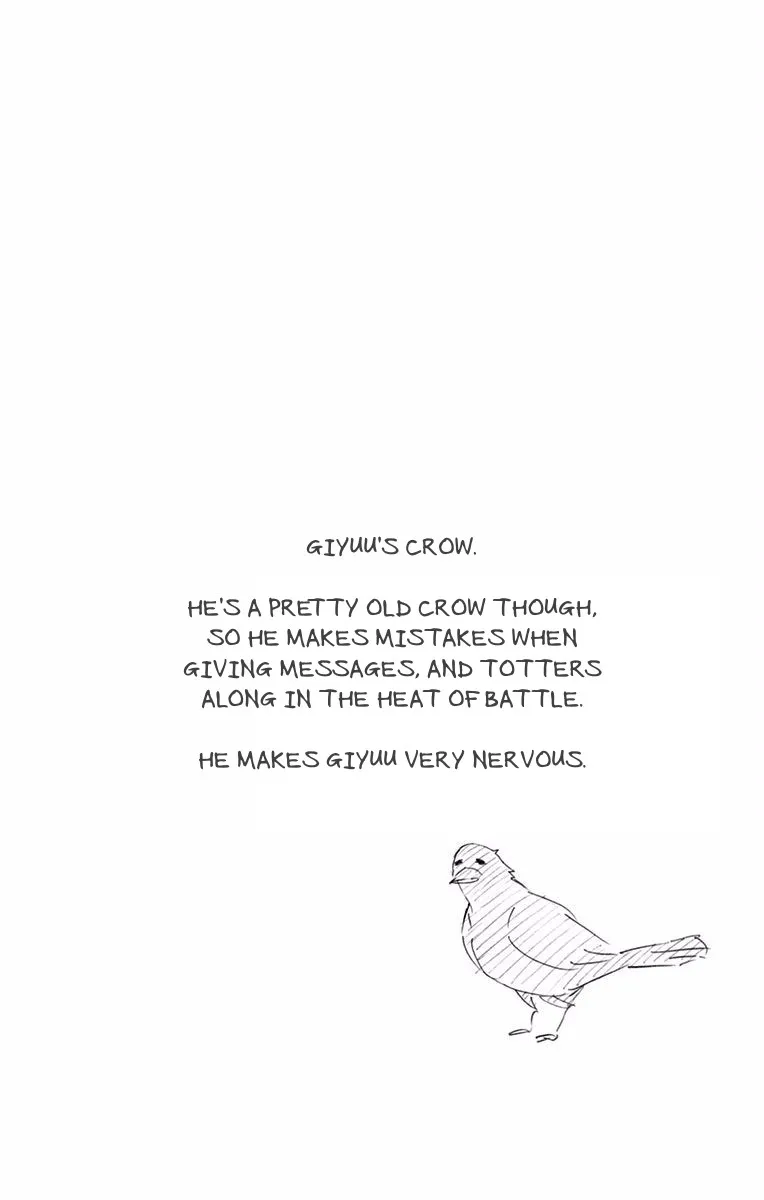 GIYUU'S CROW.
HE'S A PRETTY OLD CROW THOUGH,
SO HE MAKES MISTAKES WHEN
GIVING MESSAGES, AND TOTTERS
ALONG IN THE HEAT OF BATTLE.
HE MAKES GIYUU VERY NERVOUS.